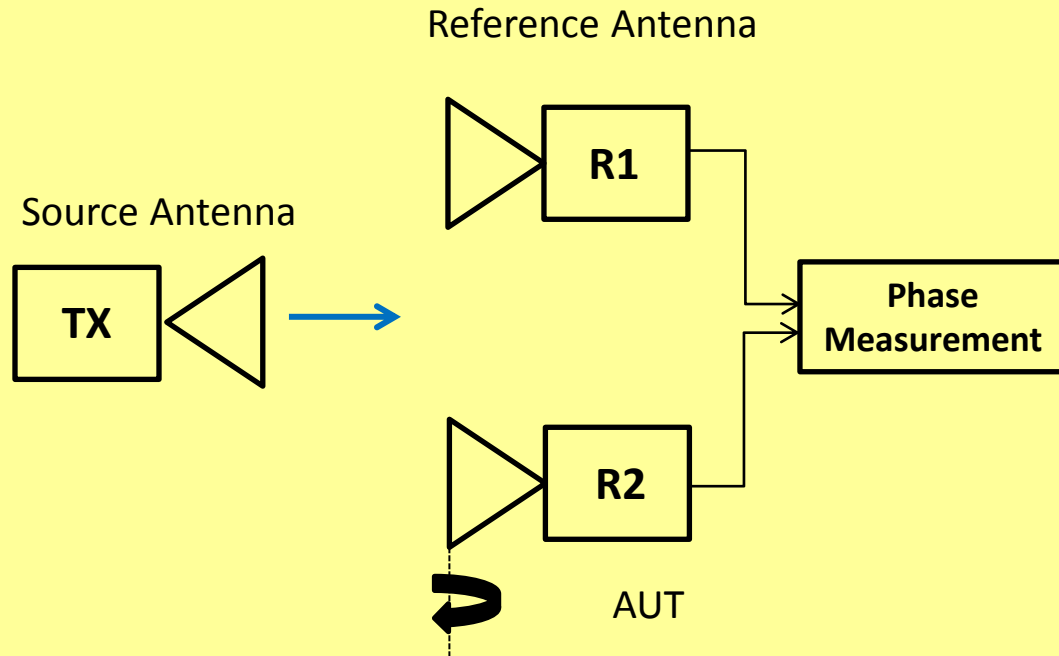 Reference Antenna
R1
Source Antenna
TX
Phase
Measurement
R2
AUT